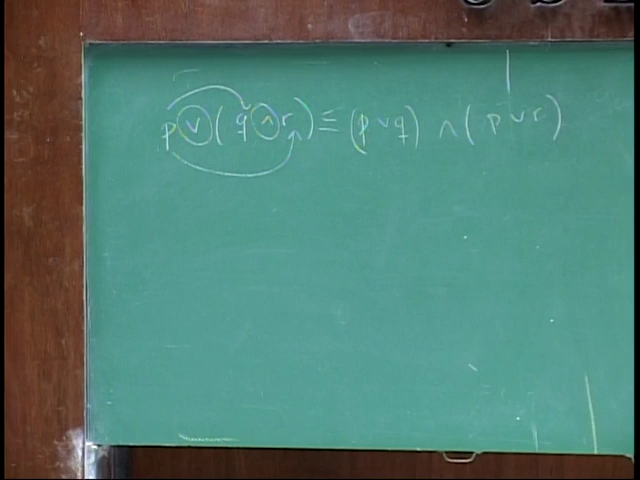 p ∨ ( q ∧ r ) ≡ ( p ∨ q ) ∧ ( p ∨ r )